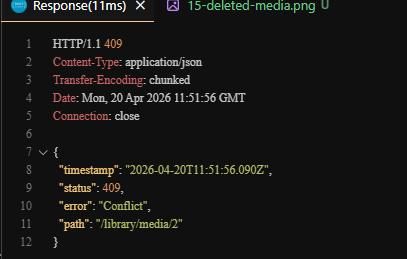 Response(11ms) X 15-deleted-media.png U
1 HTTP/1.1 409
2 Content-Type: application/json
3 Transfer-Encoding: chunked
4 Date: Mon, 20 Apr 2026 11:51:56 GMT
5 Connection: close
6
7 {
8 "timestamp": "2026-04-20T11:51:56.090Z",
9 "status": 409,
10 "error": "Conflict",
11 "path": "/library/media/2"
12 }